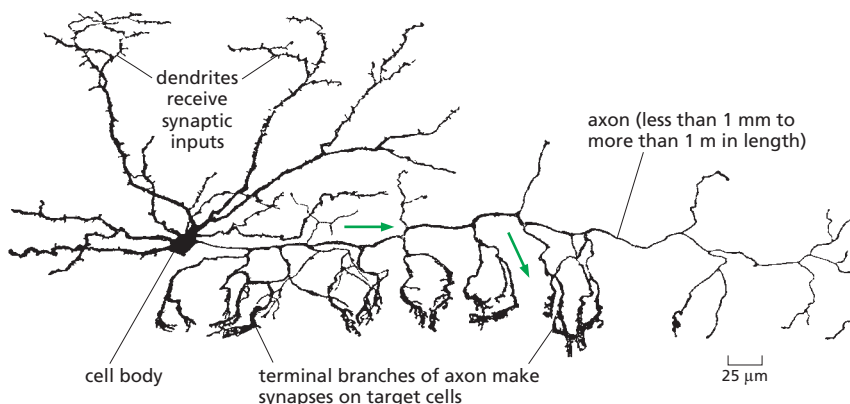 dendrites
receive
synaptic
inputs
axon (less than 1 mm to
more than 1 m in length)
cell body
terminal branches of axon make
synapses on target cells
25 μm